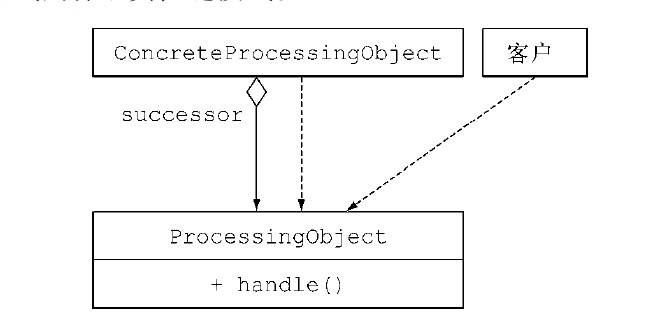 ConcreteProcessingObject
客户
successor
ProcessingObject
+ handle()